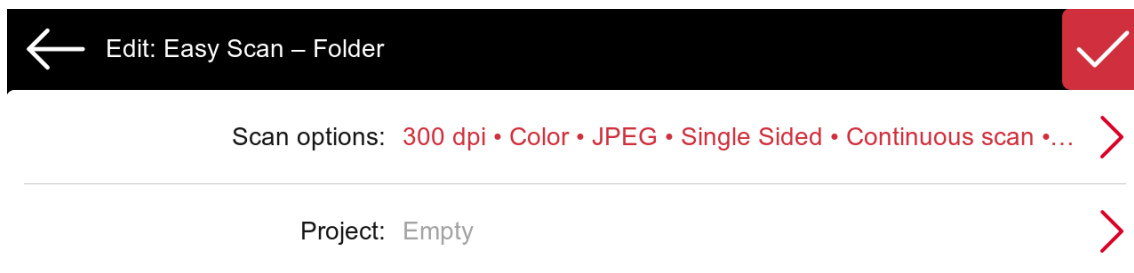 Edit: Easy Scan – Folder
Scan options: 300 dpi • Color • JPEG • Single Sided • Continuous scan •…
Project: Empty